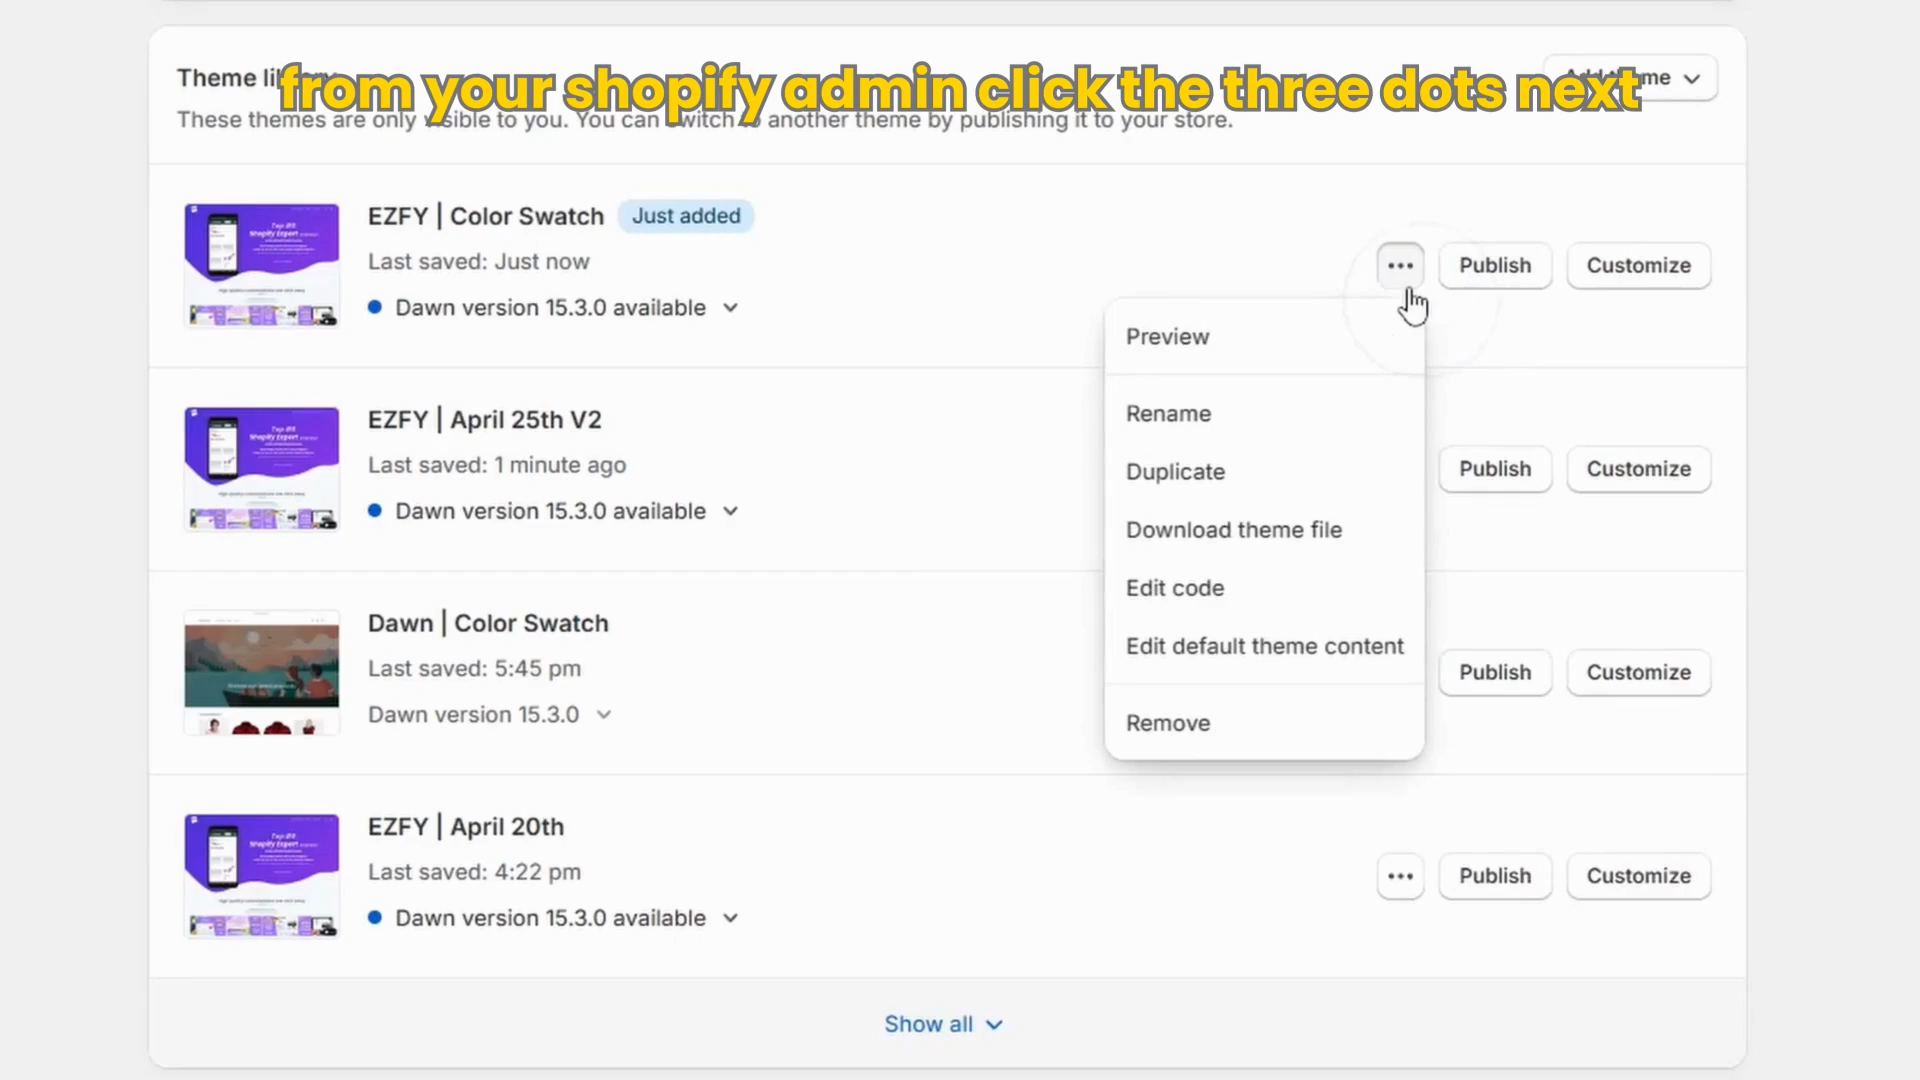 from your shopify admin click the three dots next
Theme
These themes are only visible to you. You can switch to another theme by publishing it to your store.
EZFY | Color Swatch
Just added
Last saved: Just now
Dawn version 15.3.0 available
Publish
Customize
Preview
Rename
Duplicate
Download theme file
Edit code
Edit default theme content
Remove
EZFY | April 25th V2
Last saved: 1 minute ago
Dawn version 15.3.0 available
Publish
Customize
Dawn | Color Swatch
Last saved: 5:45 pm
Dawn version 15.3.0
Publish
Customize
EZFY | April 20th
Last saved: 4:22 pm
Dawn version 15.3.0 available
Publish
Customize
Show all